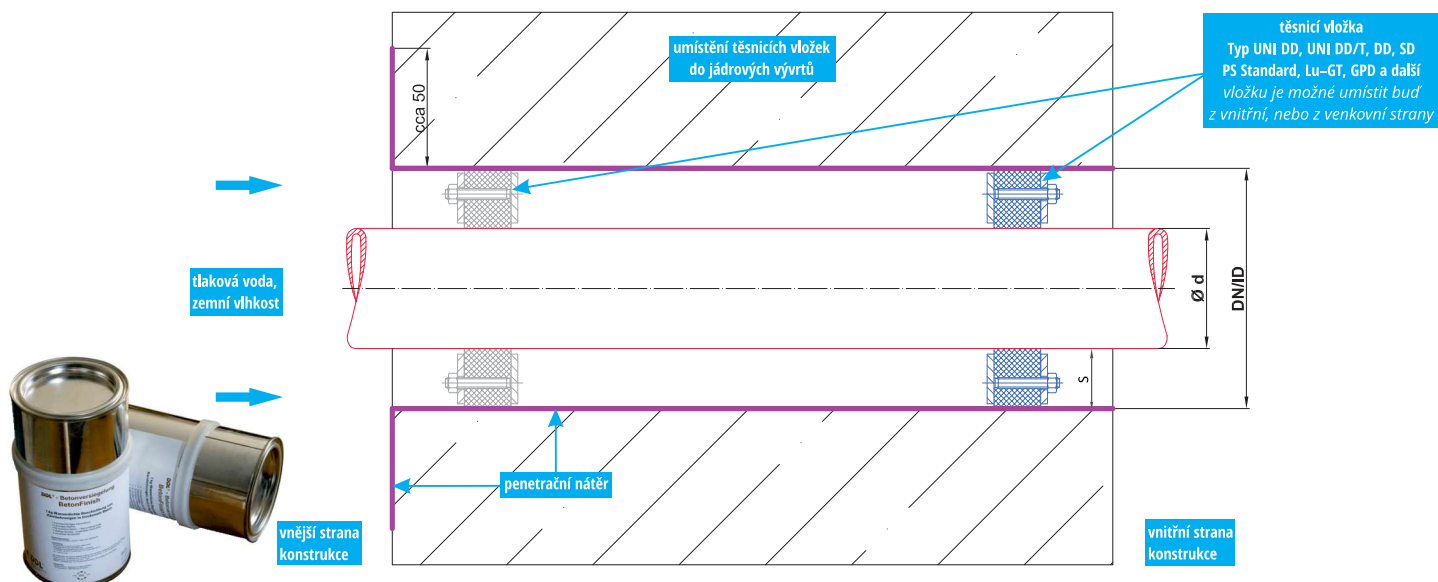 umístění těsnicích vložek
do jádrových vývrtů
těsnicí vložka
Typ UNI DD, UNI DD/T, DD, SD
PS Standard, Lu–GT, GPD a další
vložku je možné umístit buď
z vnitřní, nebo z venkovní strany
cca 50
tlaková voda,
zemní vlhkost
Ø d
DN/ID
s
penetrační nátěr
vnější strana
konstrukce
vnitřní strana
konstrukce
DGL® - Betonversiegelung
BetonFinish